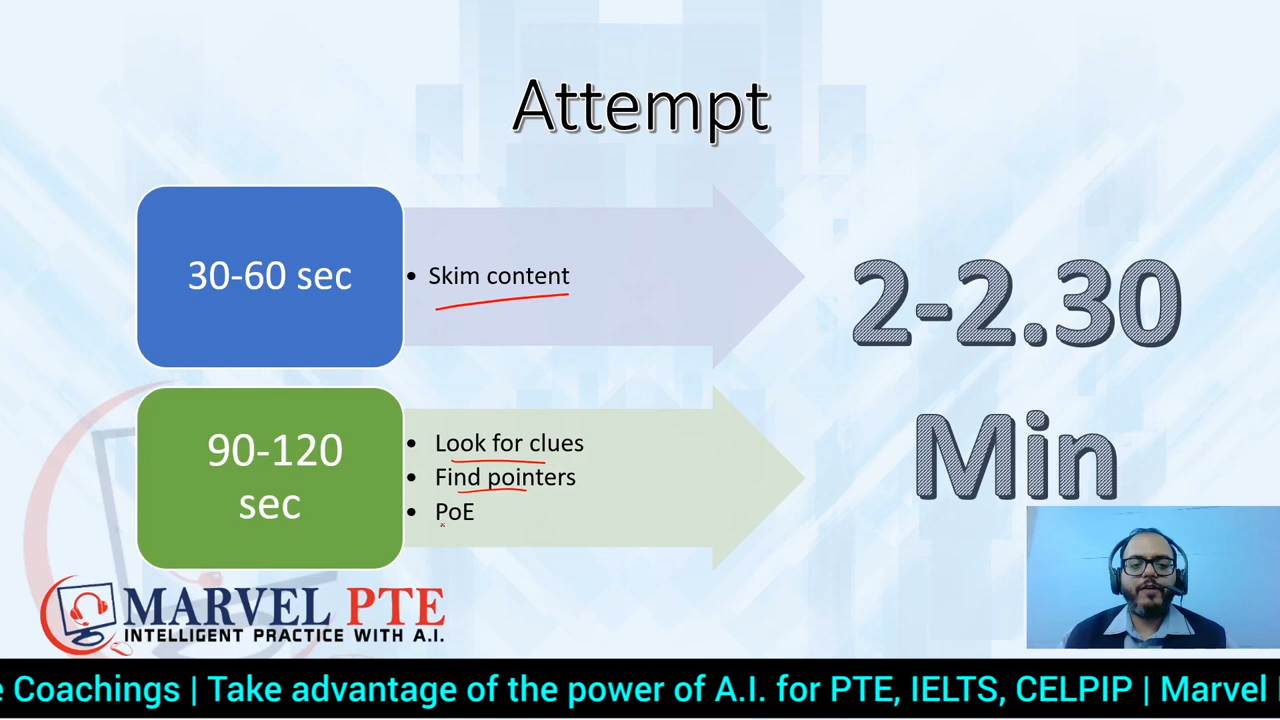 Attempt
30-60 sec
• Skim content
90-120
sec
• Look for clues
• Find pointers
• PoE
2-2.30
Min
MARVEL PTE
INTELLIGENT PRACTICE WITH A.I.
e Coachings | Take advantage of the power of A.I. for PTE, IELTS, CELPIP | Marvel